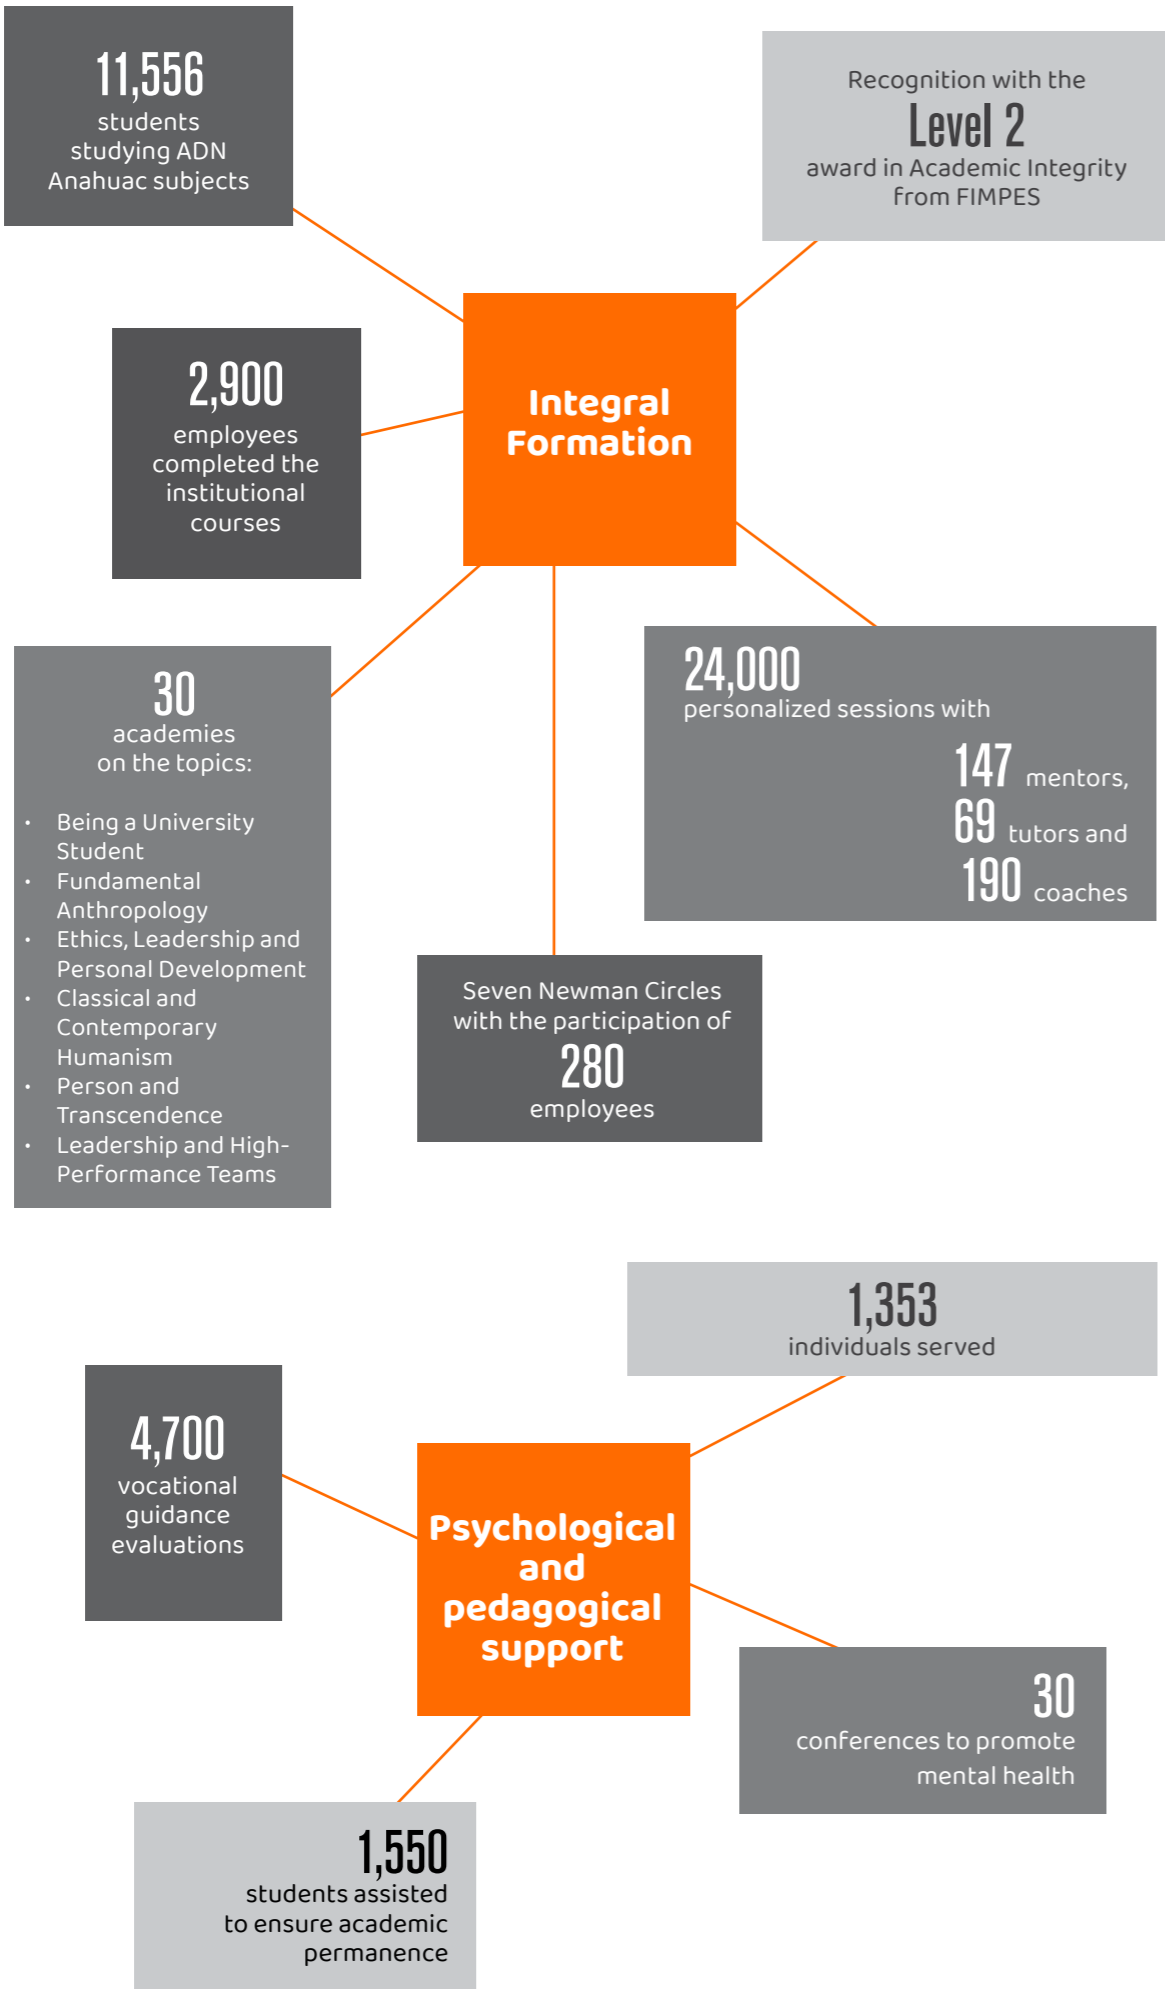 11,556
students
studying ADN
Anahuac subjects
Recognition with the
Level 2
award in Academic Integrity
from FIMPES
Integral
Formation
2,900
employees
completed the
institutional
courses
30
academies
on the topics:
• Being a University
Student
• Fundamental
Anthropology
• Ethics, Leadership and
Personal Development
• Classical and
Contemporary
Humanism
• Person and
Transcendence
• Leadership and High-
Performance Teams
24,000
personalized sessions with
147 mentors,
69 tutors and
190 coaches
Seven Newman Circles
with the participation of
280
employees
1,353
individuals served
4,700
vocational
guidance
evaluations
Psychological
and
pedagogical
support
30
conferences to promote
mental health
1,550
students assisted
to ensure academic
permanence